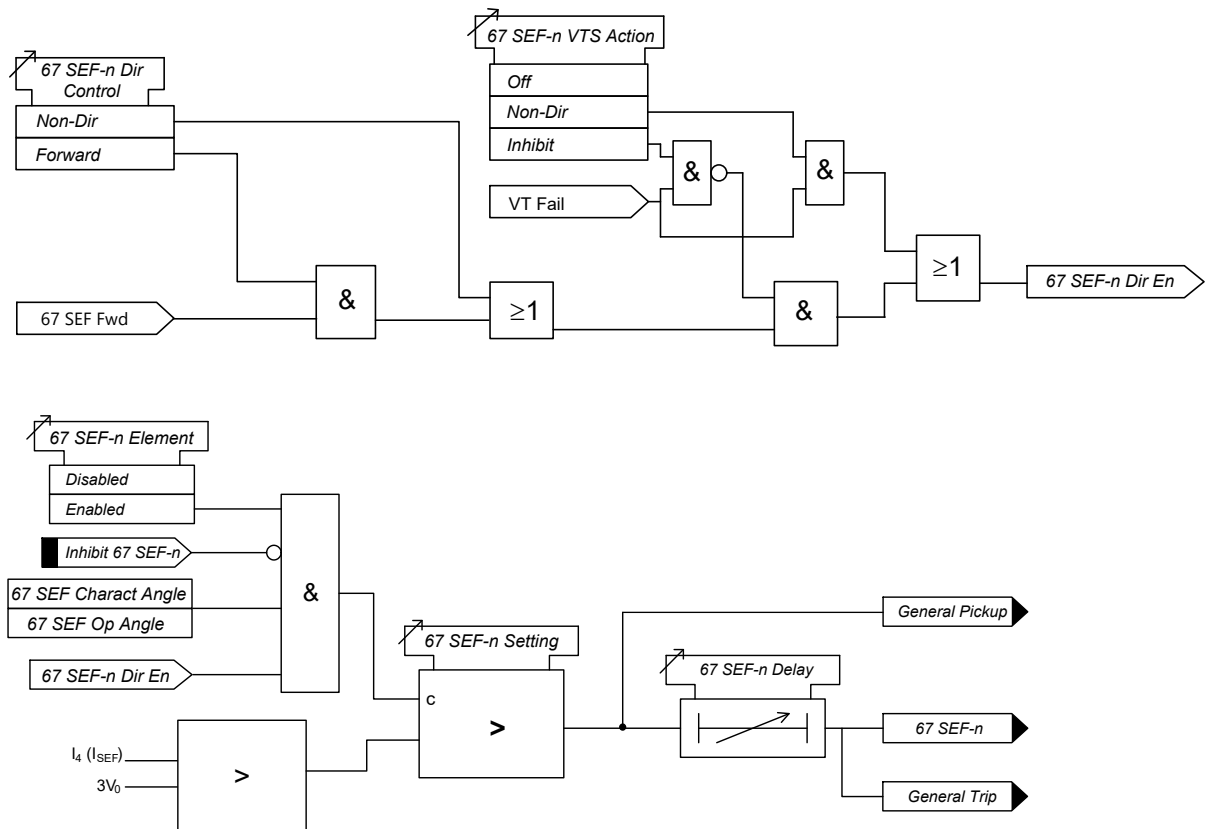 67 SEF-n VTS Action
67 SEF-n Dir
Control
Off
Non-Dir
Non-Dir
Inhibit
Forward
&
&
VT Fail
≥1
67 SEF-n Dir En
&
≥1
&
67 SEF Fwd
67 SEF-n Element
Disabled
Enabled
Inhibit 67 SEF-n
67 SEF Charact Angle
&
67 SEF Op Angle
General Pickup
67 SEF-n Setting
67 SEF-n Delay
67 SEF-n Dir En
c
>
67 SEF-n
I₄ (I_SEF)
>
3V₀
General Trip